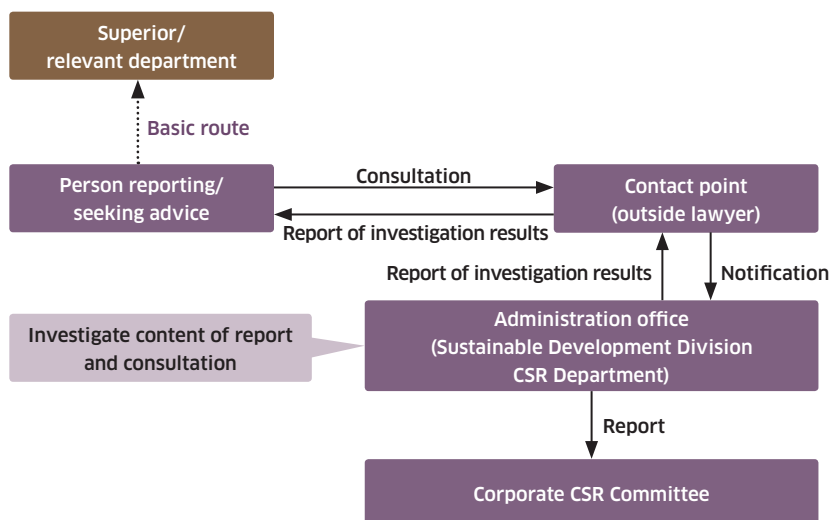 Superior/
relevant department
Basic route
Person reporting/
seeking advice
Consultation
Report of investigation results
Contact point
(outside lawyer)
Report of investigation results
Notification
Investigate content of report
and consultation
Administration office
(Sustainable Development Division
CSR Department)
Report
Corporate CSR Committee